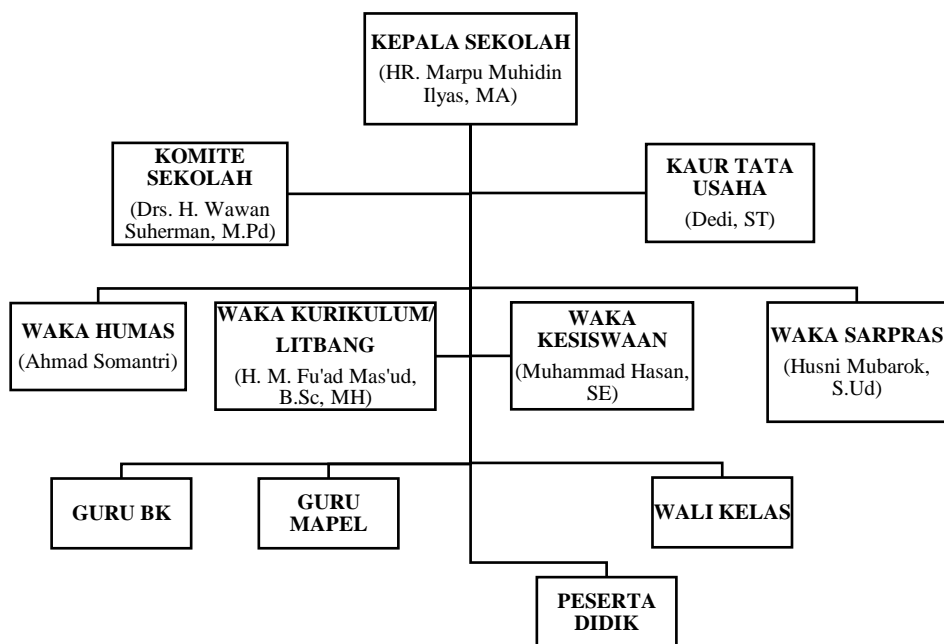 KEPALA SEKOLAH
(HR. Marpu Muhidin
Ilyas, MA)
KOMITE
SEKOLAH
(Drs. H. Wawan
Suherman, M.Pd)
KAUR TATA
USAHA
(Dedi, ST)
WAKA HUMAS
(Ahmad Somantri)
WAKA KURIKULUM/
LITBANG
(H. M. Fu'ad Mas'ud,
B.Sc, MH)
WAKA
KESISWAAN
(Muhammad Hasan,
SE)
WAKA SARPRAS
(Husni Mubarok,
S.Ud)
GURU BK
GURU
MAPEL
WALI KELAS
PESERTA
DIDIK